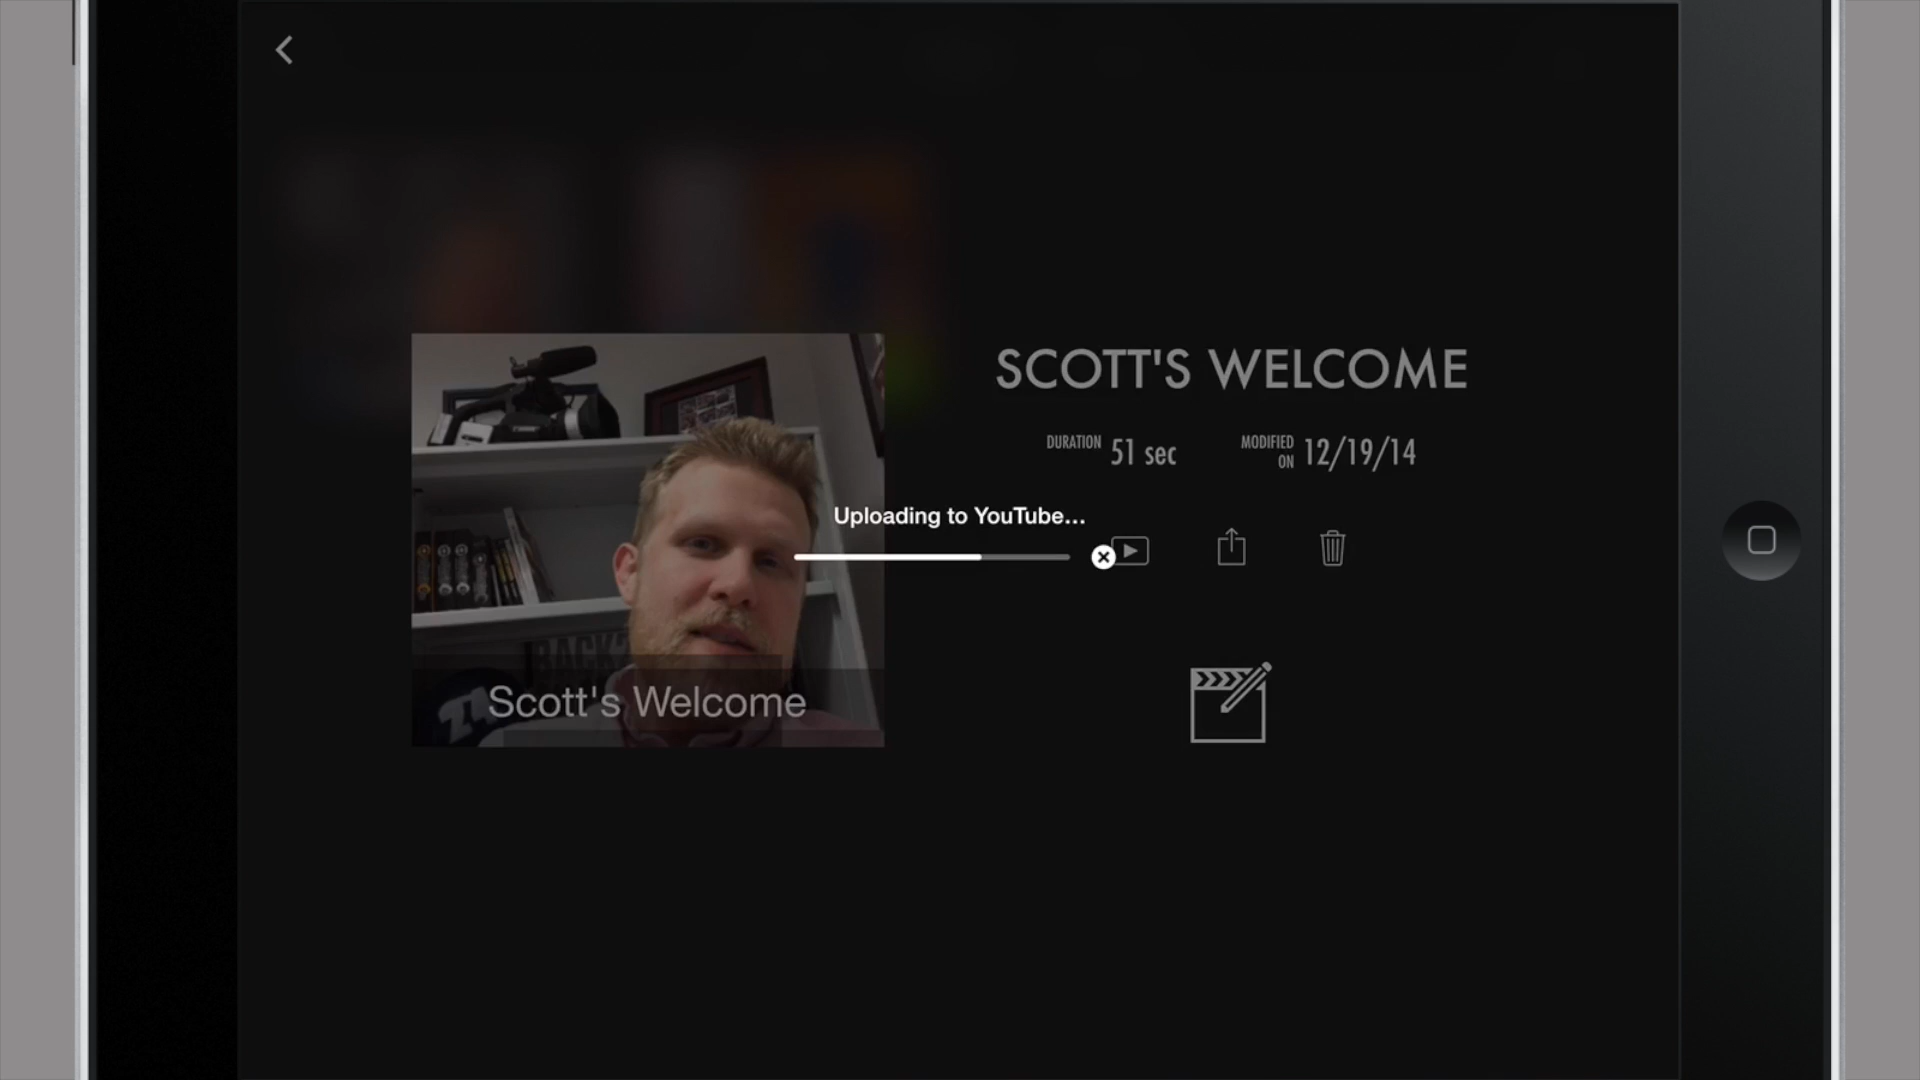 SCOTT'S WELCOME
DURATION 51 sec
MODIFIED ON 12/19/14
Uploading to YouTube...
Scott's Welcome